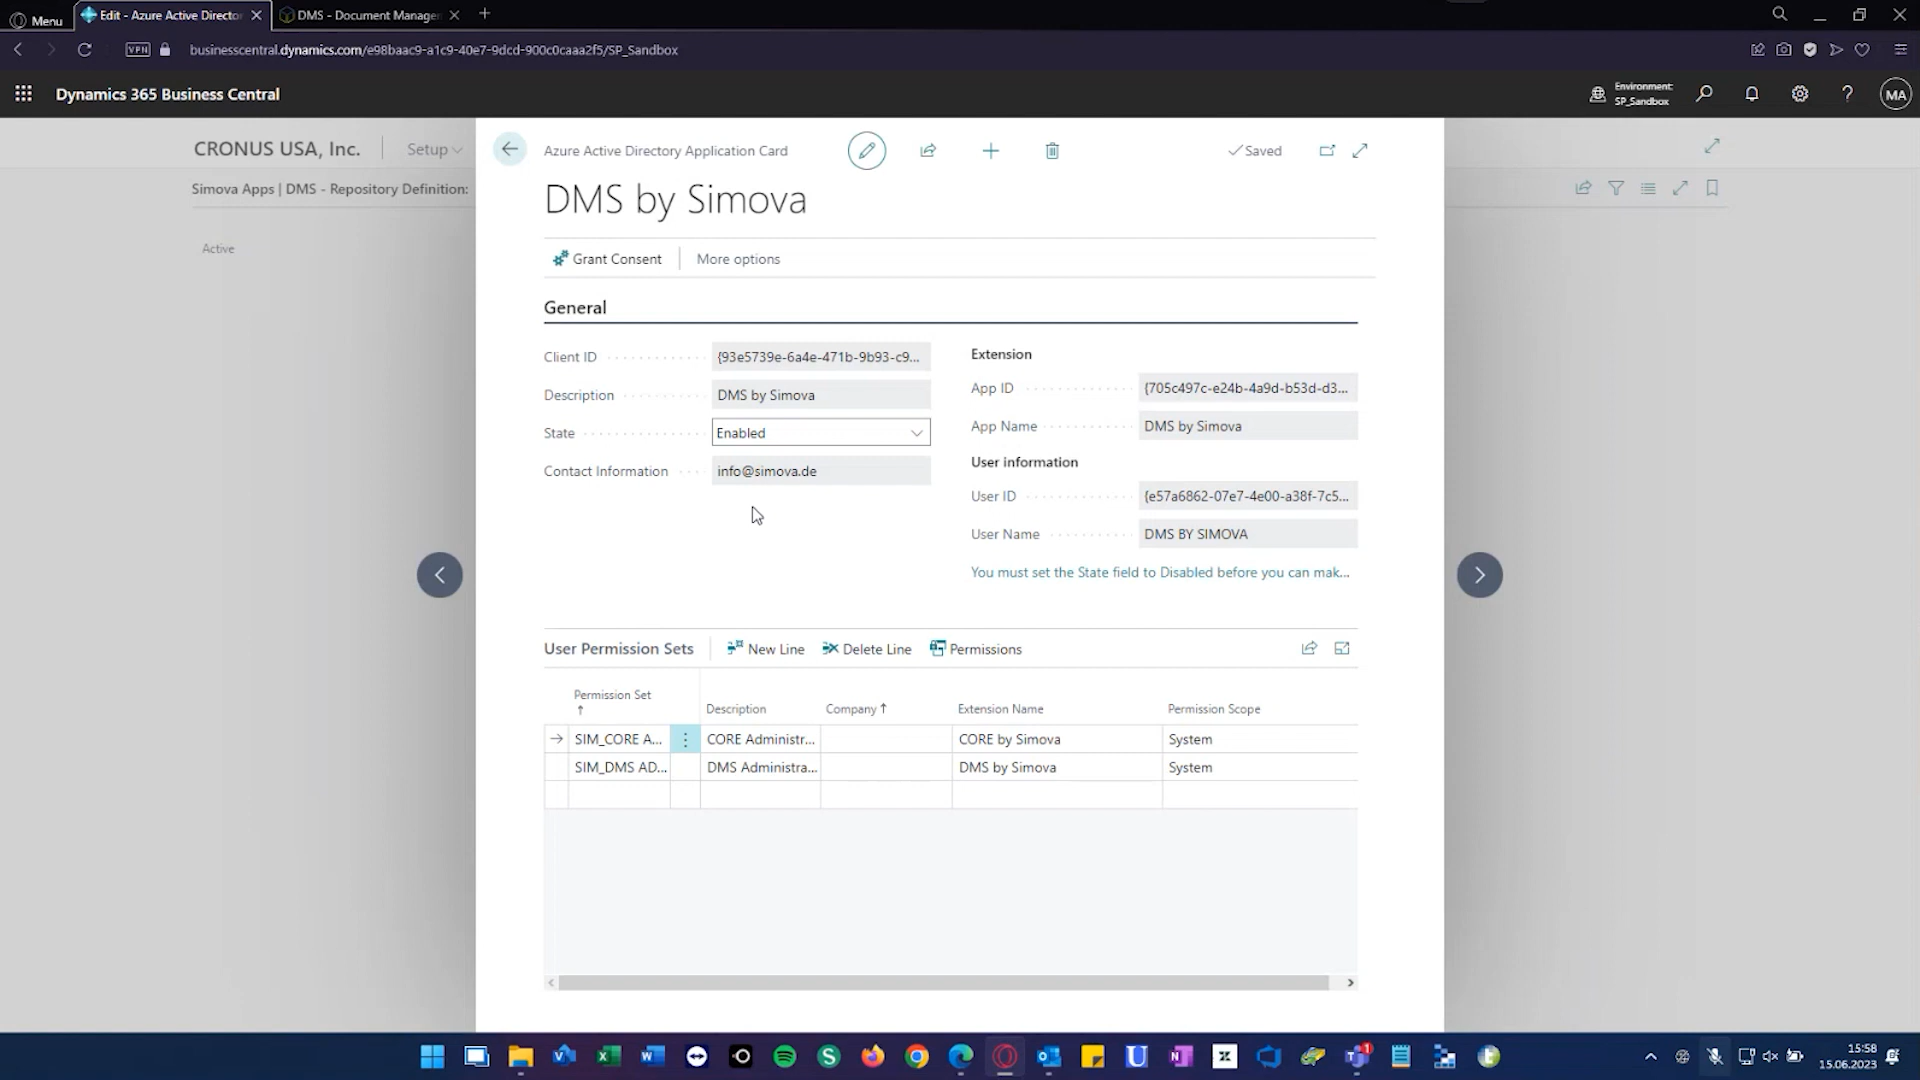 Menu
Edit - Azure Active Directo
DMS - Document Manage
VPN
businesscentral.dynamics.com/e98baac9-a1c9-40e7-9dcd-900c0caaa2f5/SP_Sandbox
Dynamics 365 Business Central
Environment:
SP_Sandbox
MA
CRONUS USA, Inc.
Setup
Simova Apps | DMS - Repository Definition:
Active
Azure Active Directory Application Card
Saved
DMS by Simova
Grant Consent
More options
General
Client ID
{93e5739e-6a4e-471b-9b93-c9...
Description
DMS by Simova
State
Enabled
Contact Information
info@simova.de
Extension
App ID
{705c497c-e24b-4a9d-b53d-d3...
App Name
DMS by Simova
User information
User ID
{e57a6862-07e7-4e00-a38f-7c5...
User Name
DMS BY SIMOVA
You must set the State field to Disabled before you can mak...
User Permission Sets
New Line
Delete Line
Permissions
Permission Set ↑
Description
Company ↑
Extension Name
Permission Scope
SIM_CORE A...
CORE Administr...
CORE by Simova
System
SIM_DMS AD...
DMS Administra...
DMS by Simova
System
15:58
15.06.2023